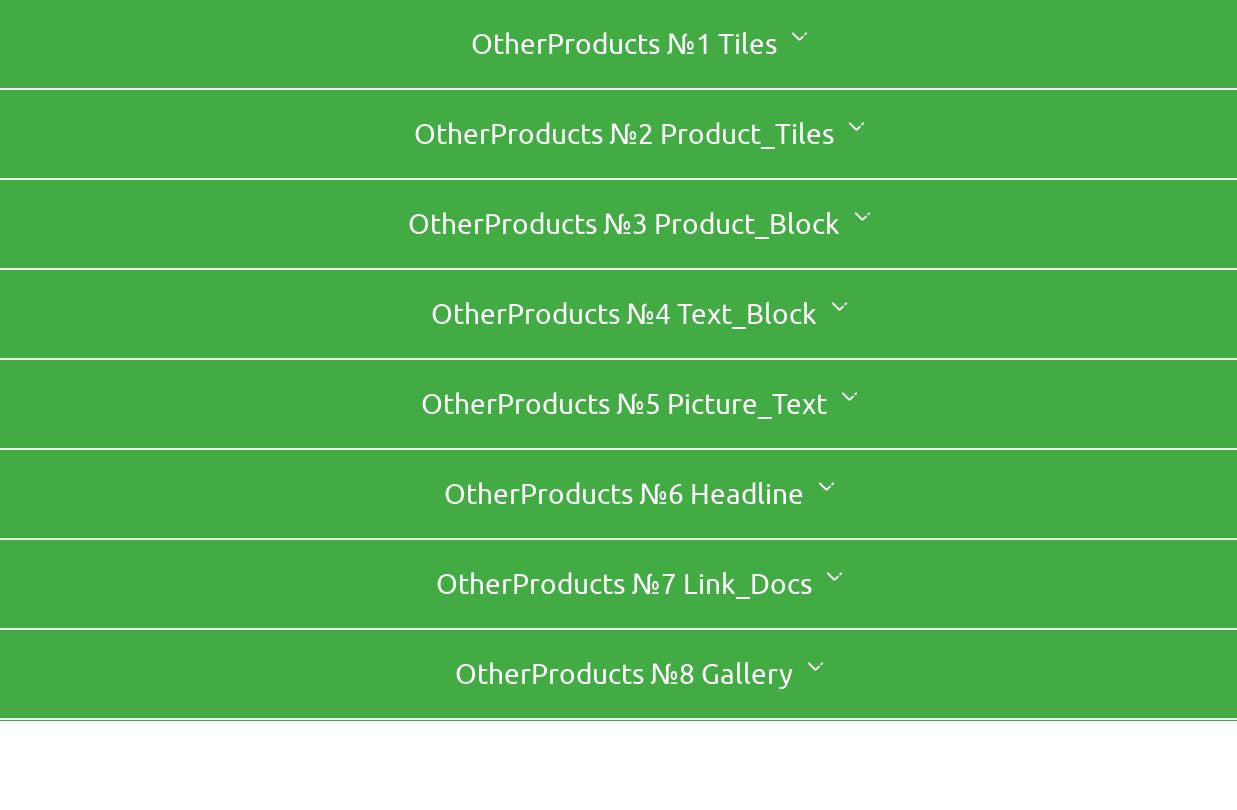 OtherProducts №1 Tiles
OtherProducts №2 Product_Tiles
OtherProducts №3 Product_Block
OtherProducts №4 Text_Block
OtherProducts №5 Picture_Text
OtherProducts №6 Headline
OtherProducts №7 Link_Docs
OtherProducts №8 Gallery